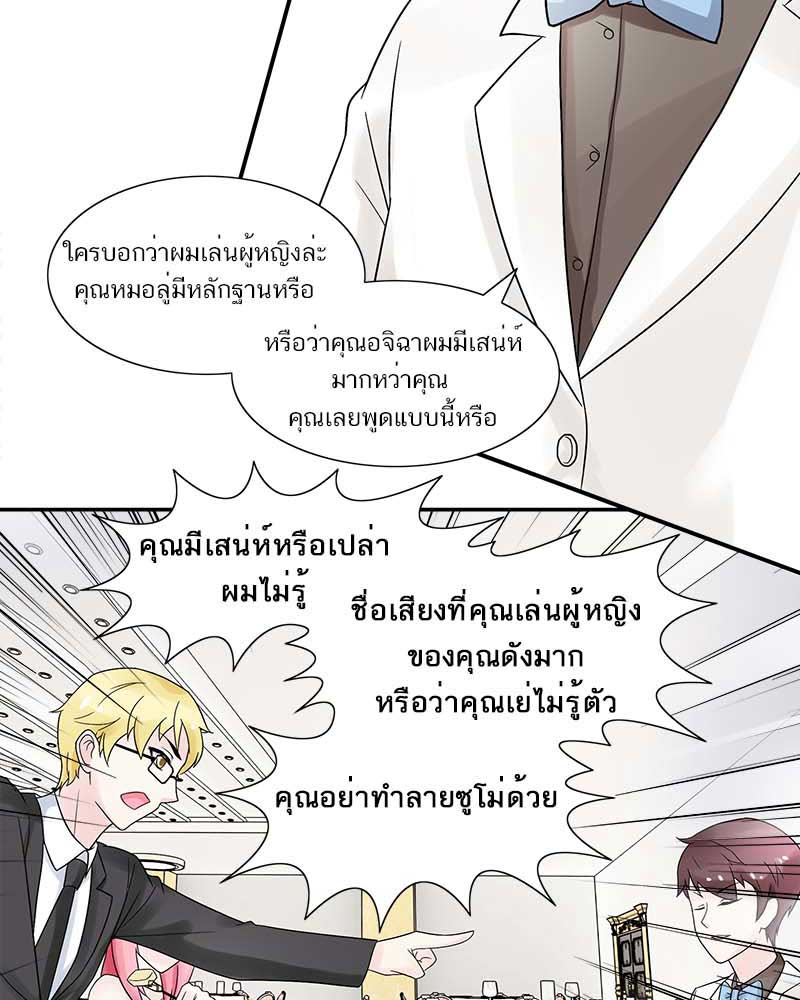 ใครบอกว่าผมเล่นผู้หญิงล่ะ
คุณหมอลู่มีหลักฐานหรือ
หรือว่าคุณอจิฉาผมมีเสน่ห์
มากหว่าคุณ
คุณเลยพูดแบบนี้หรือ
คุณมีเสน่ห์หรือเปล่า
ผมไม่รู้
ชื่อเสียงที่คุณเล่นผู้หญิง
ของคุณดังมาก
หรือว่าคุณเย่ไม่รู้ตัว
คุณอย่าทำลายซูโม่ด้วย